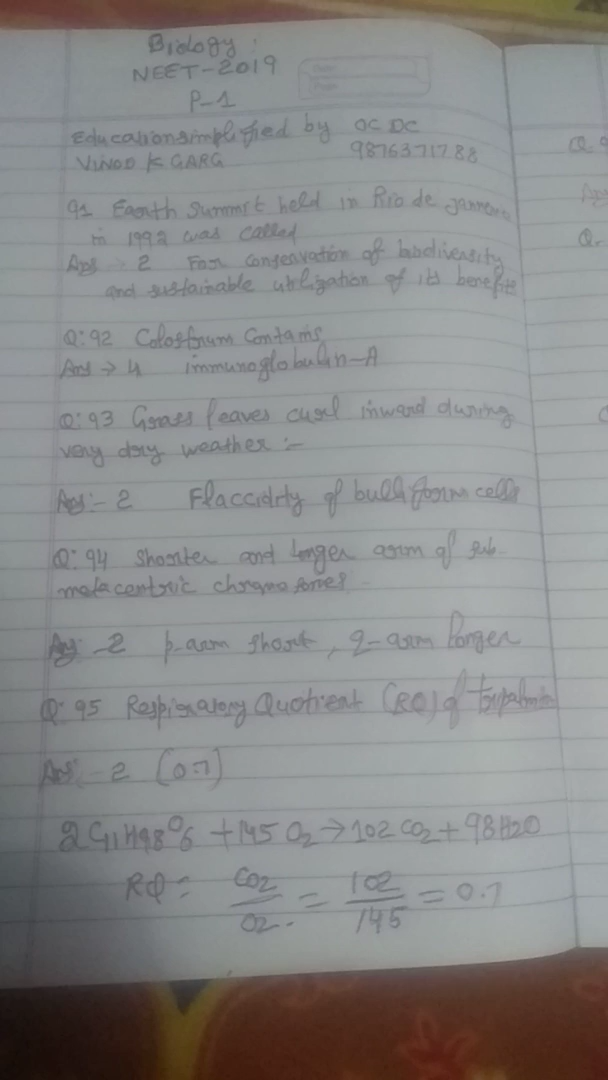 Biology:
NEET-2019
P-1
Educationsimplified by OCDC
VINOD K GARG 9876371788
91 Earth Summit held in Rio de
in 1992 was called
Ans - 2 For conservation of biodiversity
and sustainable utilization of its benefits
Q:92 Colostrum Contains
Ans → 4 immunoglobulin-A
Q:93 Grass leaves curl inward during
very dry weather :-
Ans:- 2 Flaccidity of bulliform cells
Q:94 Shorter and longer arm of sub-
metacentric chromosomes -
Ans: -2 p-arm short, q-arm longer
Q:95 Respiratory Quotient (RQ) of tripalmitin
Ans: - 2 (0.7)
2C51H98O6 + 145 O2 → 102 CO2 + 98 H2O
RQ = CO2/O2 = 102/145 = 0.7